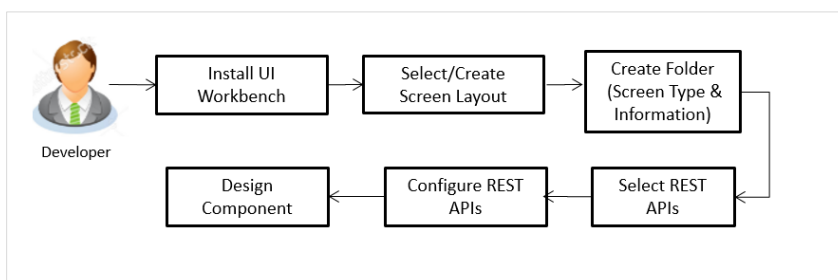 Install UI
Workbench
Select/Create
Screen Layout
Create Folder
(Screen Type &
Information)
Developer
Design
Component
Configure REST
APIs
Select REST
APIs